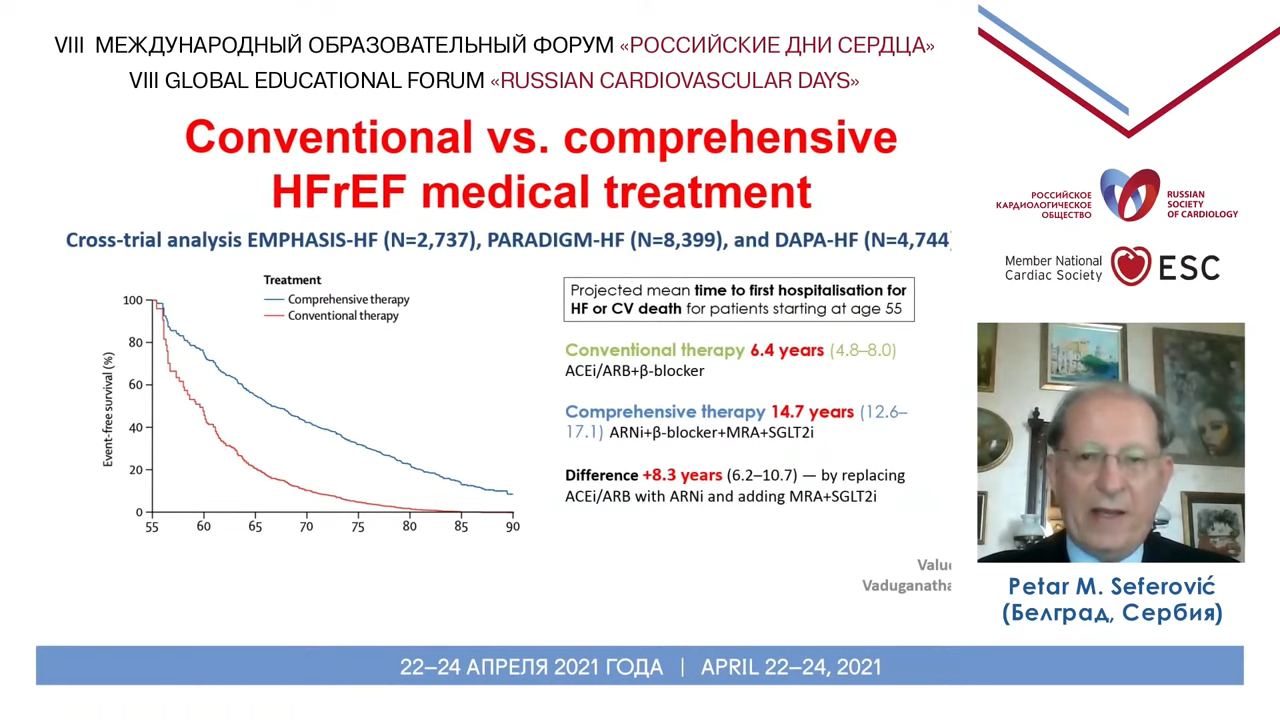 VIII МЕЖДУНАРОДНЫЙ ОБРАЗОВАТЕЛЬНЫЙ ФОРУМ «РОССИЙСКИЕ ДНИ СЕРДЦА»
VIII GLOBAL EDUCATIONAL FORUM «RUSSIAN CARDIOVASCULAR DAYS»
Conventional vs. comprehensive
HFrEF medical treatment
Cross-trial analysis EMPHASIS-HF (N=2,737), PARADIGM-HF (N=8,399), and DAPA-HF (N=4,744)
Treatment
Comprehensive therapy
Conventional therapy
Event-free survival (%)
100
80
60
40
20
0
55 60 65 70 75 80 85 90
Projected mean time to first hospitalisation for
HF or CV death for patients starting at age 55
Conventional therapy 6.4 years (4.8–8.0)
ACEi/ARB+β-blocker
Comprehensive therapy 14.7 years (12.6–
17.1) ARNi+β-blocker+MRA+SGLT2i
Difference +8.3 years (6.2–10.7) — by replacing
ACEi/ARB with ARNi and adding MRA+SGLT2i
РОССИЙСКОЕ
КАРДИОЛОГИЧЕСКОЕ
ОБЩЕСТВО
RUSSIAN
SOCIETY
OF CARDIOLOGY
Member National
Cardiac Society
ESC
Petar M. Seferović
(Белград, Сербия)
22–24 АПРЕЛЯ 2021 ГОДА | APRIL 22–24, 2021